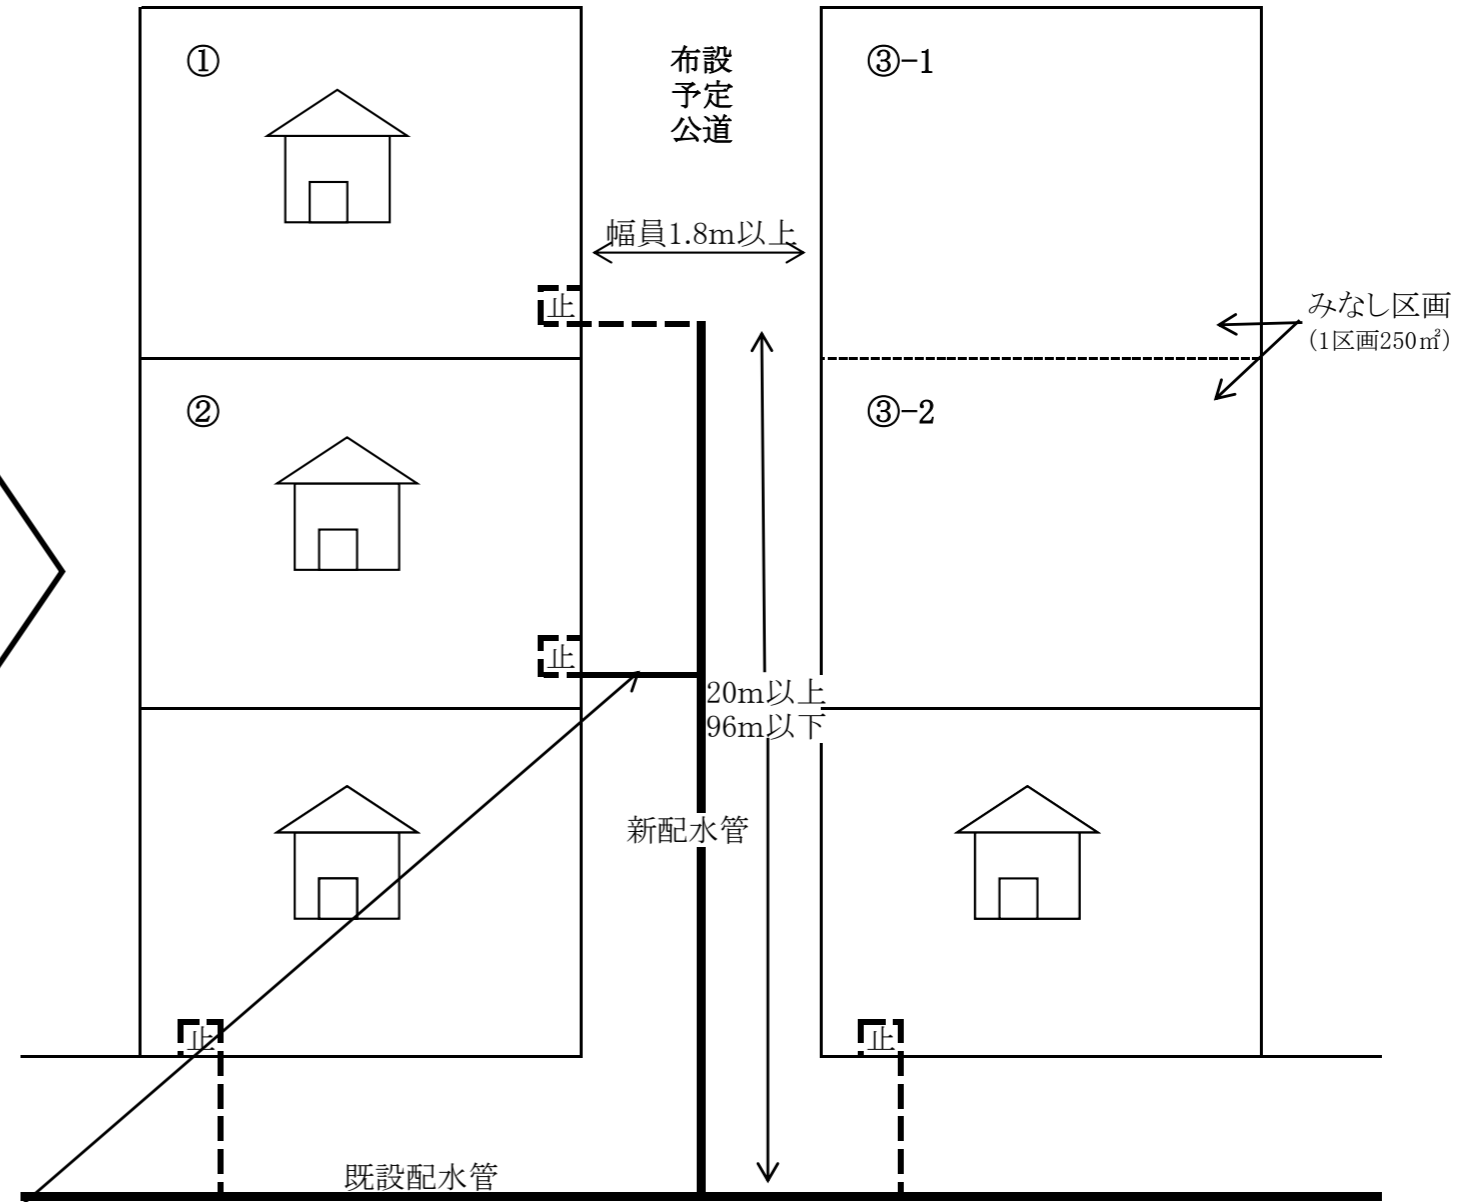 ①
布設
予定
公道
③-1
幅員1.8m以上
止
みなし区画
(1区画250㎡)
②
③-2
止
20m以上
96m以下
新配水管
止
止
既設配水管